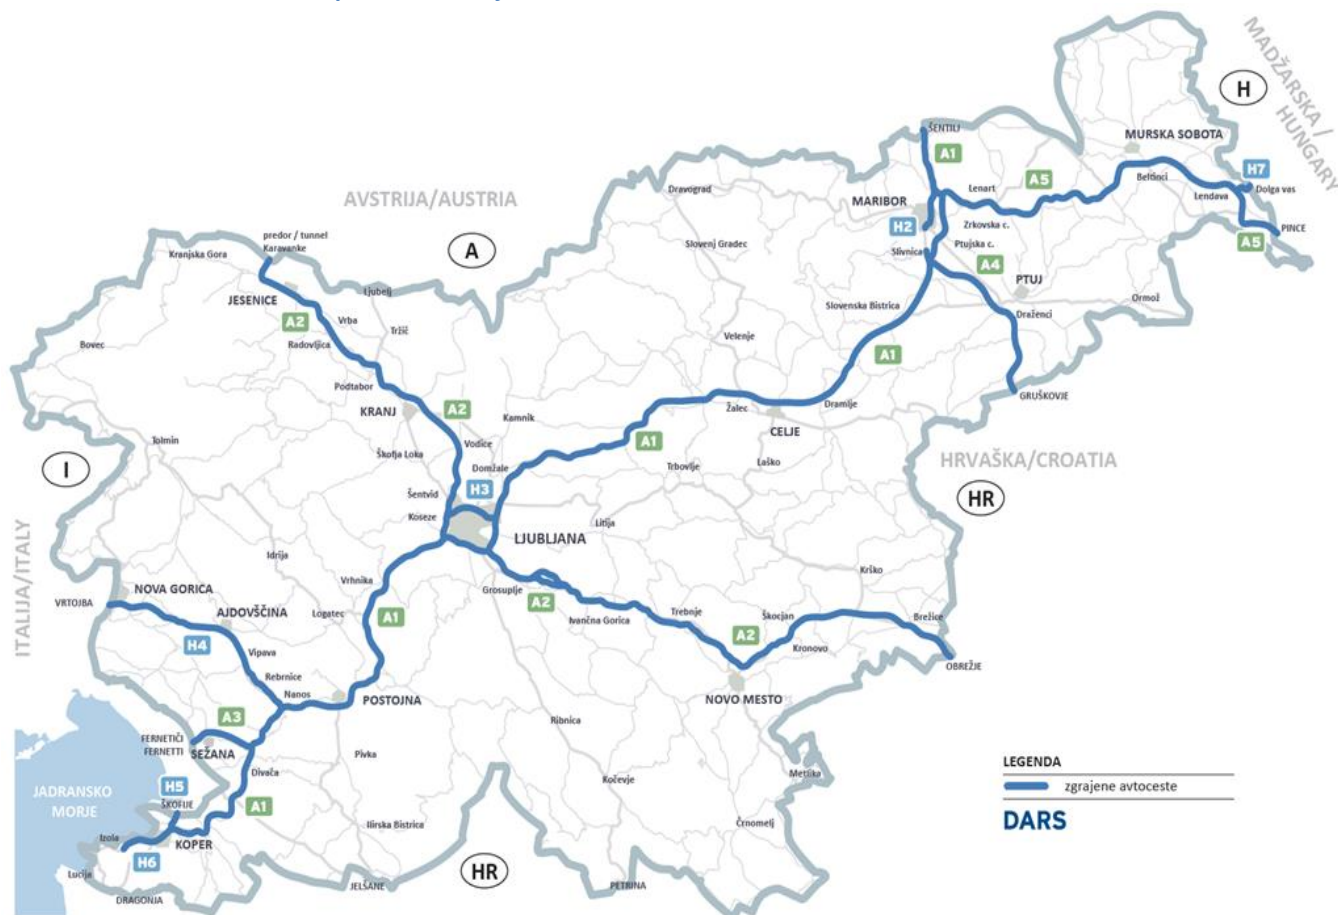 MADŽARSKA /
HUNGARY
H
ŠENTILJ
A1
MURSKA SOBOTA
AVSTRIJA/AUSTRIA
A
Dravograd
MARIBOR
Lenart
A5
Beltinci
H7
Dolga vas
Lendava
H2
Zrkovska c.
Ptujska c.
PINCE
A5
predor / tunnel
Karavanke
Kranjska Gora
Slovenj Gradec
Slivnica
A4
PTUJ
Ormož
JESENICE
Ljubelj
A2
Vrba
Tržič
Radovljica
Slovenska Bistrica
Draženci
Bovec
Velenje
A1
Podtabor
KRANJ
A2
Kamnik
Žalec
Dramlje
GRUŠKOVJE
CELJE
Tolmin
Vodice
A1
Škofja Loka
Domžale
Trbovlje
Laško
HRVAŠKA/CROATIA
I
H3
HR
Šentvid
Koseze
LJUBLJANA
Litija
ITALIJA/ITALY
Idrija
Vrhnika
Grosuplje
A2
Krško
NOVA GORICA
VRTOJBA
AJDOVŠČINA
Logatec
A1
Ivančna Gorica
Trebnje
Škocjan
Brežice
H4
Vipava
A2
Kronovo
Rebrnice
OBREŽJE
Nanos
POSTOJNA
NOVO MESTO
A3
Ribnica
FERNETIČI
FERNETTI
SEŽANA
Pivka
Divača
Kočevje
Metlika
LEGENDA
zgrajene avtoceste
DARS
JADRANSKO
MORJE
H5
ŠKOFIJE
A1
Ilirska Bistrica
Črnomelj
Izola
KOPER
H6
HR
Lucija
JELŠANE
PETRINA
DRAGONJA